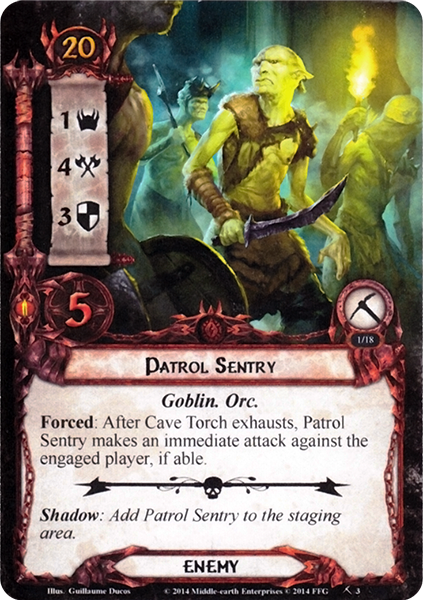 20
1
4
3
5
1/18
Patrol Sentry
Goblin. Orc.
Forced: After Cave Torch exhausts, Patrol
Sentry makes an immediate attack against the
engaged player, if able.
Shadow: Add Patrol Sentry to the staging
area.
ENEMY
Illus. Guillaume Ducos © 2014 Middle-earth Enterprises © 2014 FFG 3